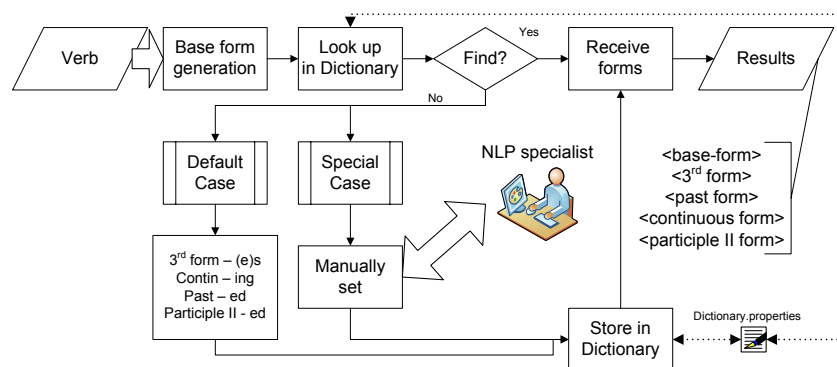 Verb
Base form
generation
Look up
in Dictionary
Find?
Yes
Receive
forms
Results
No
Default
Case
Special
Case
NLP specialist
<base-form>
<3rd form>
<past form>
<continuous form>
<participle II form>
3rd form – (e)s
Contin – ing
Past – ed
Participle II - ed
Manually
set
Store in
Dictionary
Dictionary.properties